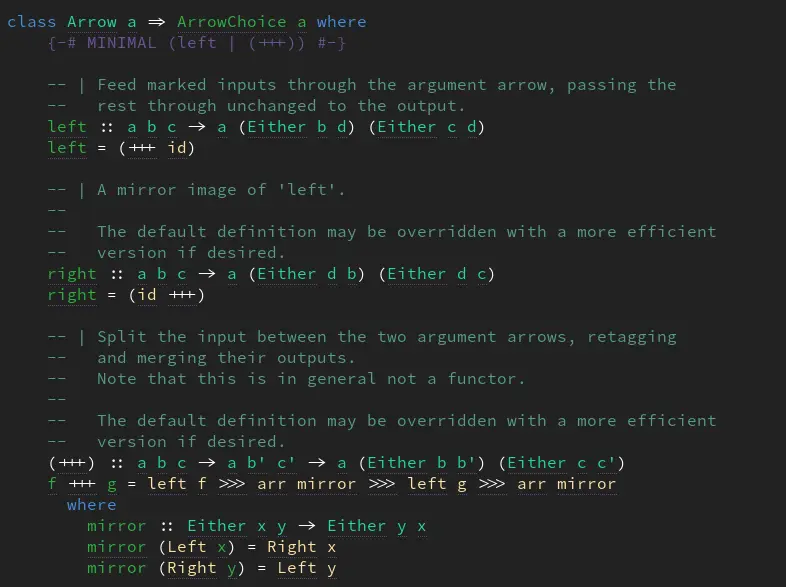 class Arrow a => ArrowChoice a where
    {-# MINIMAL (left | (+++)) #-}

    -- | Feed marked inputs through the argument arrow, passing the
    --   rest through unchanged to the output.
    left :: a b c -> a (Either b d) (Either c d)
    left = (+++ id)

    -- | A mirror image of 'left'.
    --
    --   The default definition may be overridden with a more efficient
    --   version if desired.
    right :: a b c -> a (Either d b) (Either d c)
    right = (id +++)

    -- | Split the input between the two argument arrows, retagging
    --   and merging their outputs.
    --   Note that this is in general not a functor.
    --
    --   The default definition may be overridden with a more efficient
    --   version if desired.
    (+++) :: a b c -> a b' c' -> a (Either b b') (Either c c')
    f +++ g = left f >>> arr mirror >>> left g >>> arr mirror
      where
        mirror :: Either x y -> Either y x
        mirror (Left x) = Right x
        mirror (Right y) = Left y